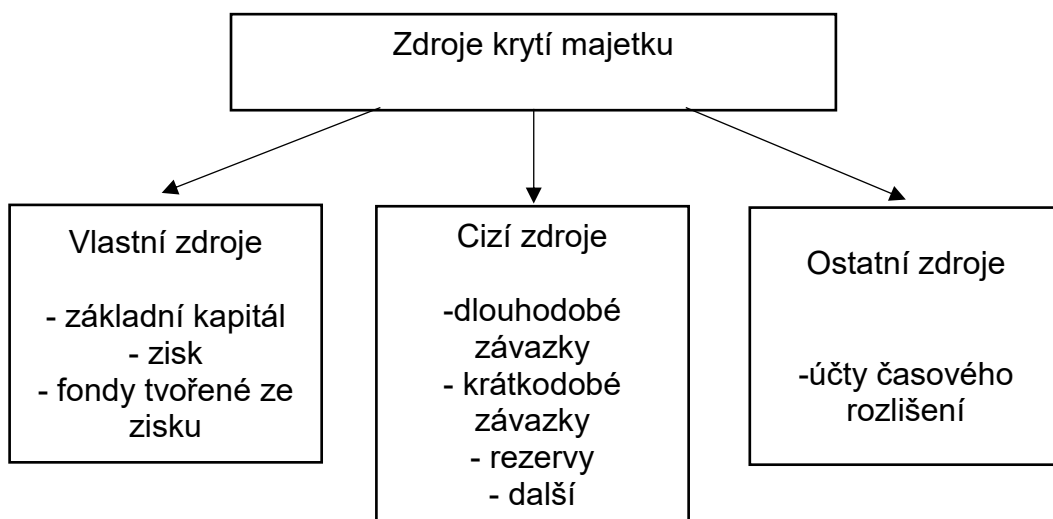 Zdroje krytí majetku
Vlastní zdroje
- základní kapitál
- zisk
- fondy tvořené ze
zisku
Cizí zdroje
-dlouhodobé
závazky
- krátkodobé
závazky
- rezervy
- další
Ostatní zdroje
-účty časového
rozlišení